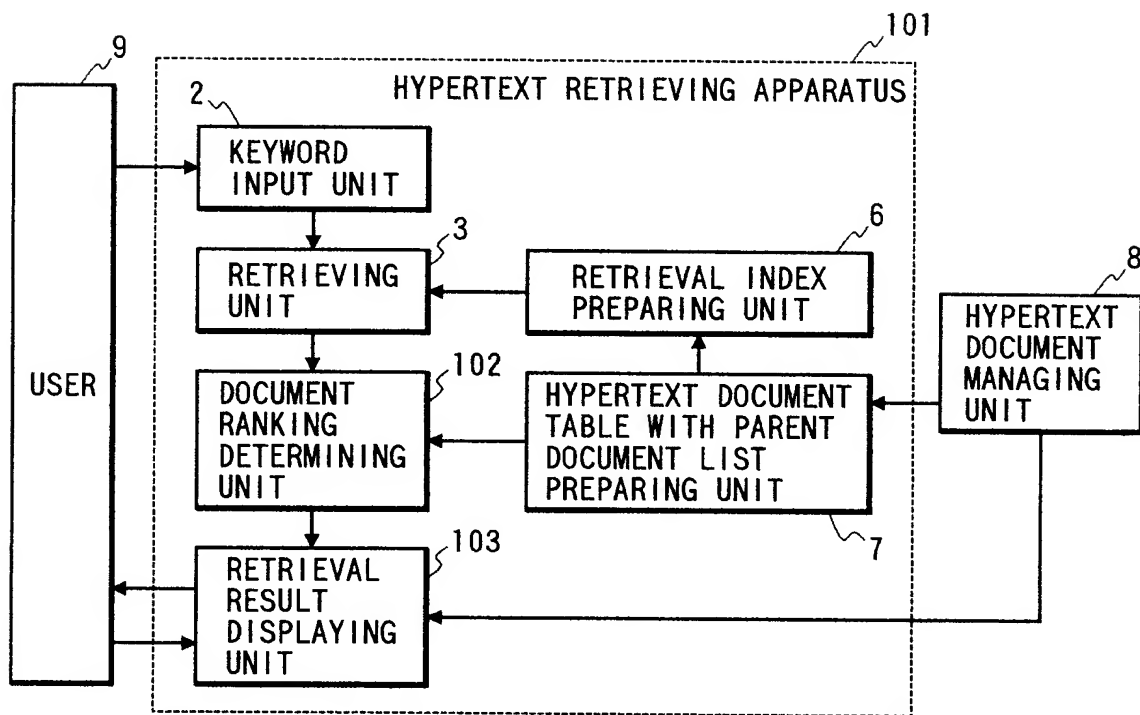 9
101
HYPERTEXT RETRIEVING APPARATUS
2
KEYWORD
INPUT UNIT
3
RETRIEVING
UNIT
6
RETRIEVAL INDEX
PREPARING UNIT
8
HYPERTEXT
DOCUMENT
MANAGING
UNIT
USER
102
DOCUMENT
RANKING
DETERMINING
UNIT
HYPERTEXT DOCUMENT
TABLE WITH PARENT
DOCUMENT LIST
PREPARING UNIT
7
103
RETRIEVAL
RESULT
DISPLAYING
UNIT